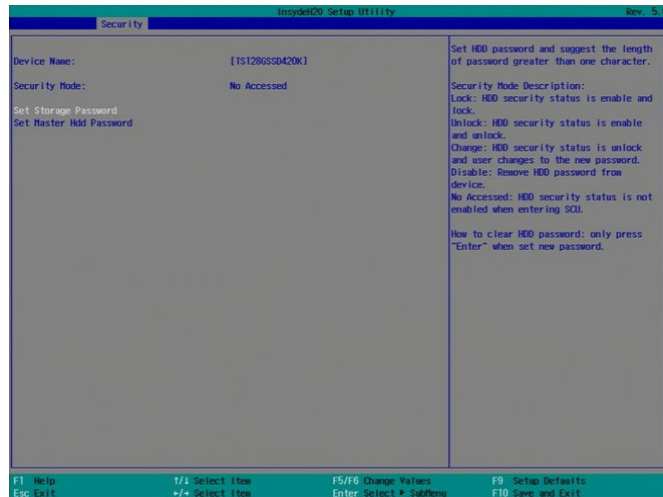 InsydeH20 Setup Utility Rev. 5.
Security
Device Name: [TS128GSSD420K]
Security Mode: No Accessed
Set Storage Password
Set Master Hdd Password
Set HDD password and suggest the length
of password greater than one character.
Security Mode Description:
Lock: HDD security status is enable and
lock.
Unlock: HDD security status is enable
and unlock.
Change: HDD security status is unlock
and user changes to the new password.
Disable: Remove HDD password from
device.
No Accessed: HDD security status is not
enabled when entering SCU.
How to clear HDD password: only press
"Enter" when set new password.
F1 Help ↑/↓ Select Item F5/F6 Change Values F9 Setup Defaults
Esc Exit ←/→ Select Item Enter Select ▶ SubMenu F10 Save and Exit